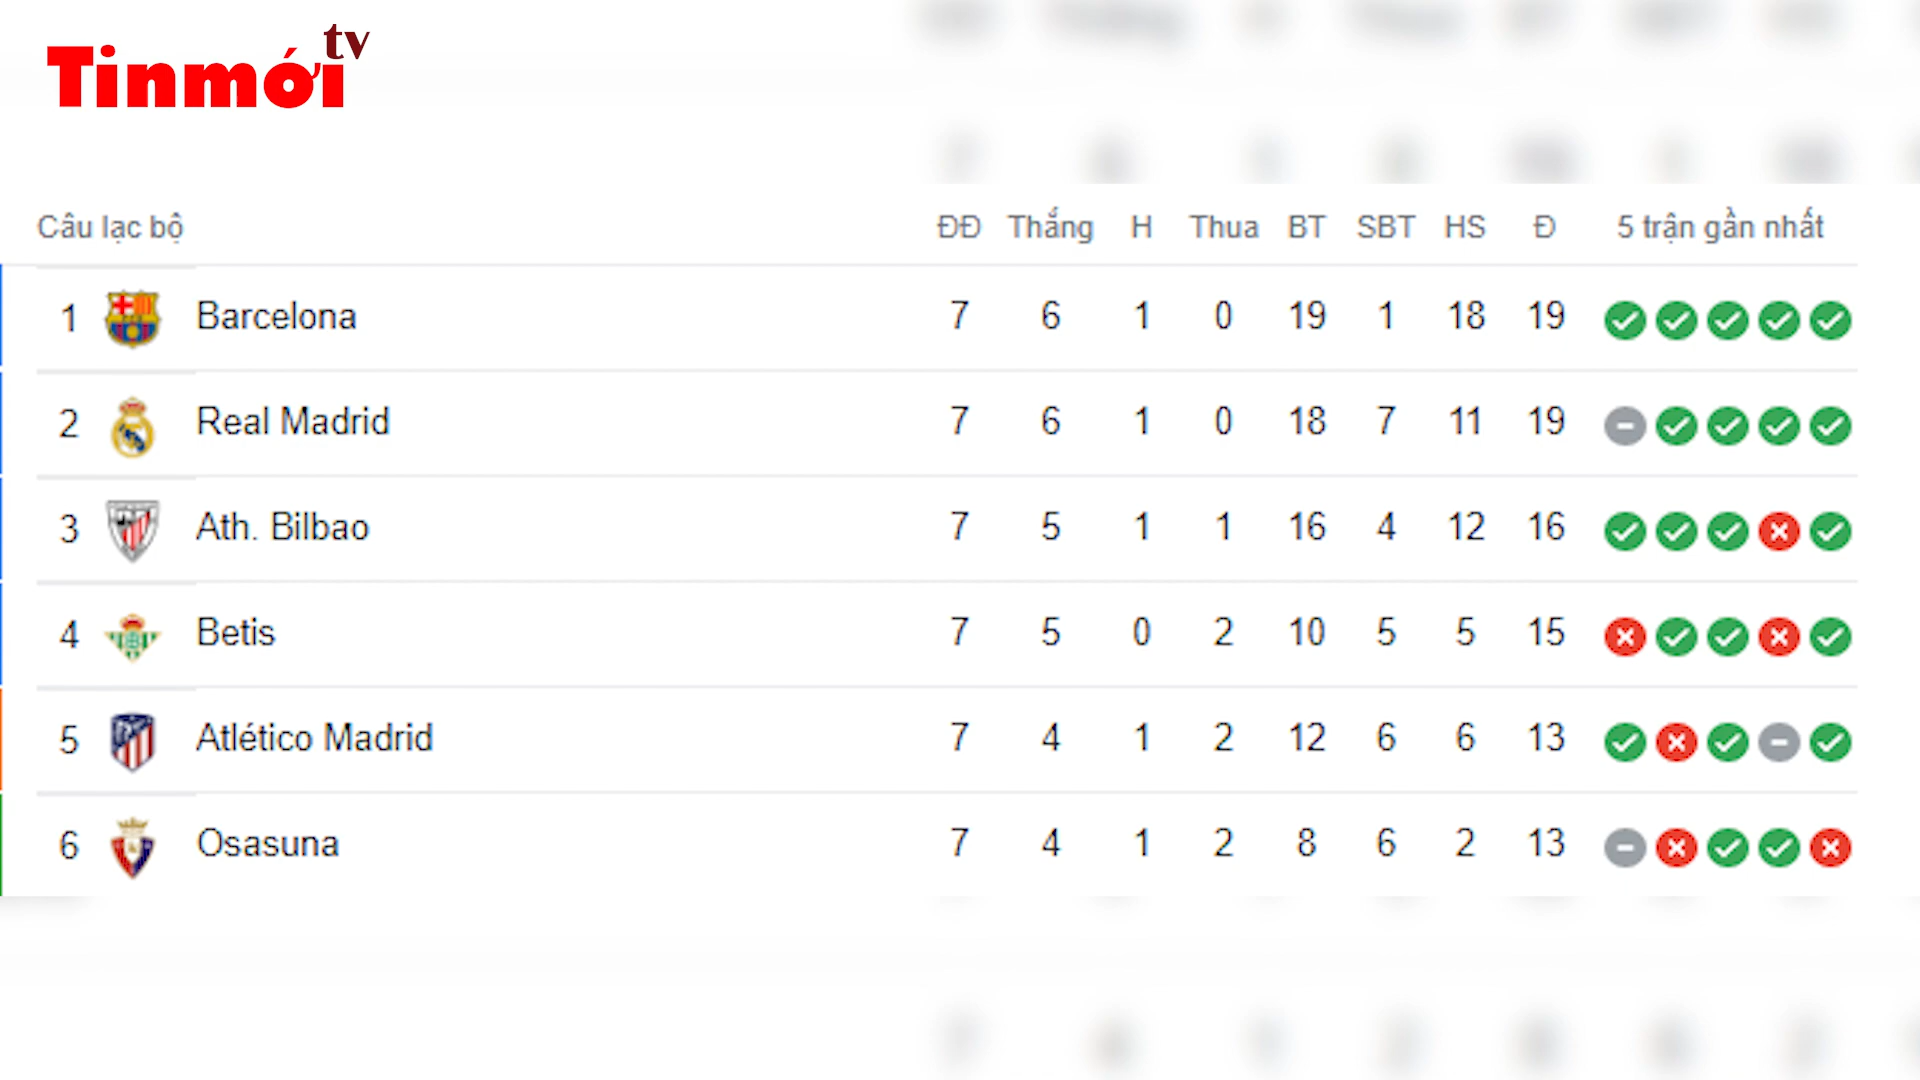 Tinmới tv
Câu lạc bộ ĐĐ Thắng H Thua BT SBT HS Đ 5 trận gần nhất
1 Barcelona 7 6 1 0 19 1 18 19
2 Real Madrid 7 6 1 0 18 7 11 19
3 Ath. Bilbao 7 5 1 1 16 4 12 16
4 Betis 7 5 0 2 10 5 5 15
5 Atlético Madrid 7 4 1 2 12 6 6 13
6 Osasuna 7 4 1 2 8 6 2 13